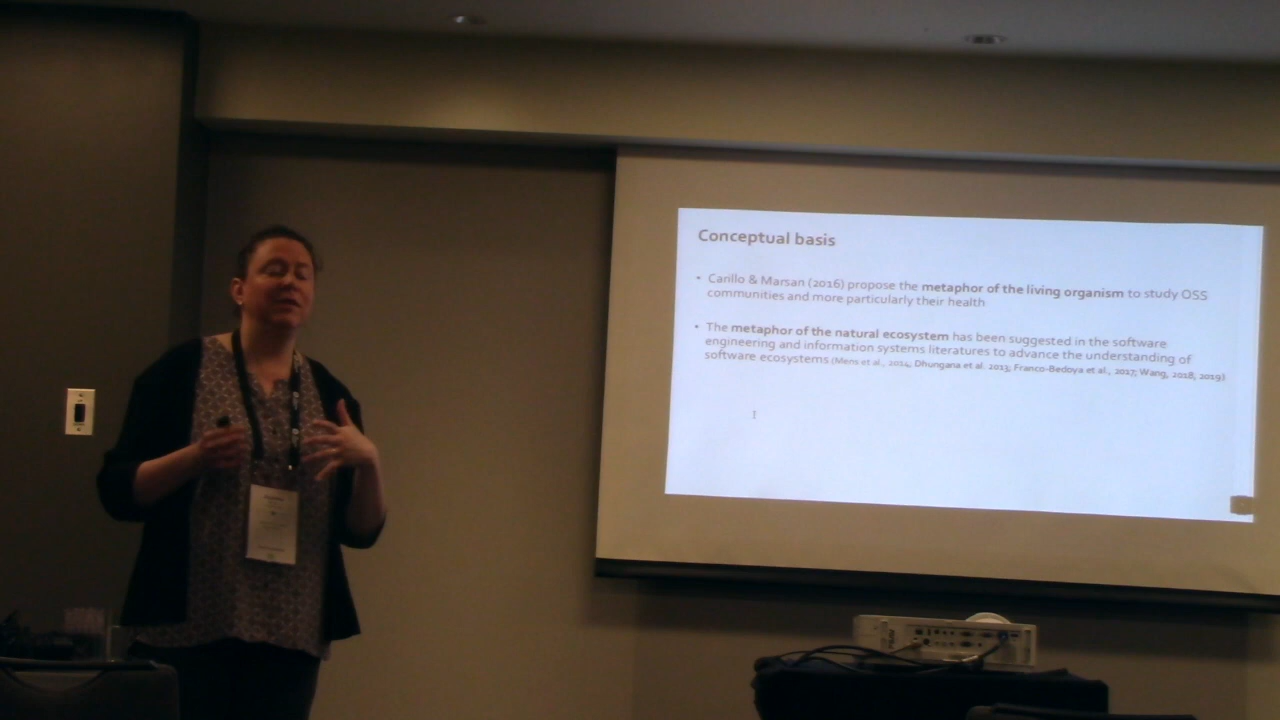 Conceptual basis
• Carillo & Marsan (2016) propose the metaphor of the living organism to study OSS
communities and more particularly their health
• The metaphor of the natural ecosystem has been suggested in the software
engineering and information systems literatures to advance the understanding of
software ecosystems (Mens et al., 2014; Dhungana et al. 2013; Franco-Bedoya et al., 2017; Wang, 2018, 2019)